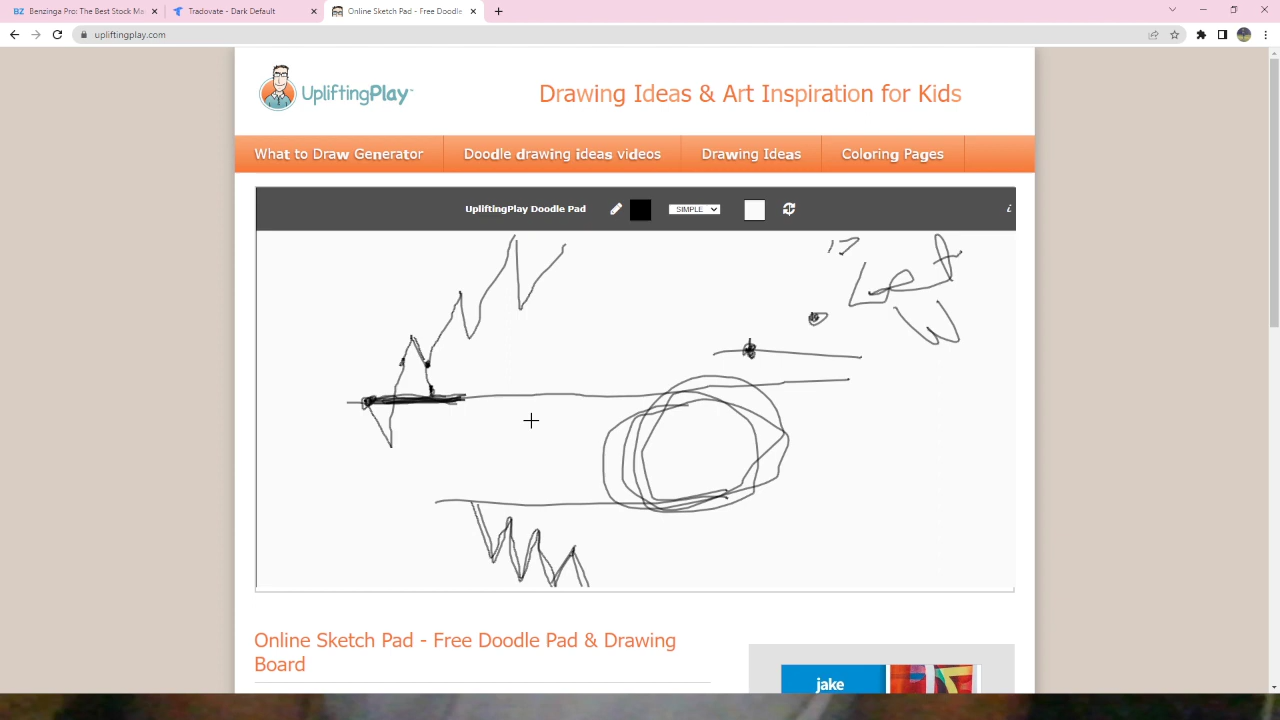 Benzinga Pro: The Best Stock Ma
Tradovate - Dark Default
Online Sketch Pad - Free Doodle
upliftingplay.com
UpliftingPlay
Drawing Ideas & Art Inspiration for Kids
What to Draw Generator
Doodle drawing ideas videos
Drawing Ideas
Coloring Pages
UpliftingPlay Doodle Pad
SIMPLE
i
Online Sketch Pad - Free Doodle Pad & Drawing
Board
jake